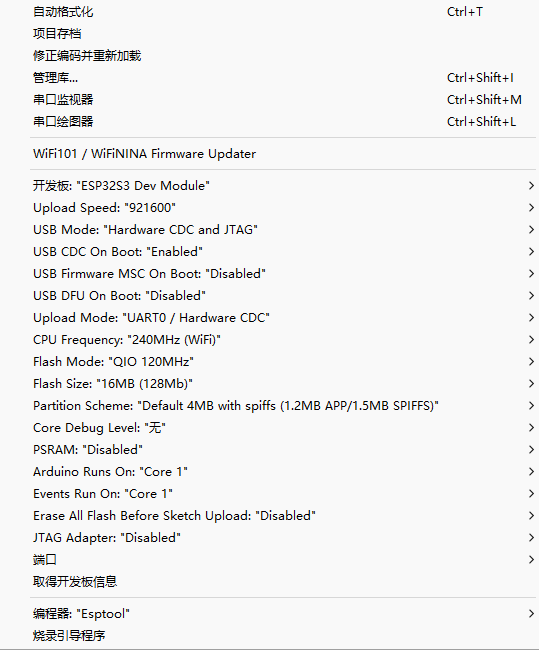 自动格式化 Ctrl+T
项目存档
修正编码并重新加载
管理库... Ctrl+Shift+I
串口监视器 Ctrl+Shift+M
串口绘图器 Ctrl+Shift+L
WiFi101 / WiFiNINA Firmware Updater
开发板: "ESP32S3 Dev Module"
Upload Speed: "921600"
USB Mode: "Hardware CDC and JTAG"
USB CDC On Boot: "Enabled"
USB Firmware MSC On Boot: "Disabled"
USB DFU On Boot: "Disabled"
Upload Mode: "UART0 / Hardware CDC"
CPU Frequency: "240MHz (WiFi)"
Flash Mode: "QIO 120MHz"
Flash Size: "16MB (128Mb)"
Partition Scheme: "Default 4MB with spiffs (1.2MB APP/1.5MB SPIFFS)"
Core Debug Level: "无"
PSRAM: "Disabled"
Arduino Runs On: "Core 1"
Events Run On: "Core 1"
Erase All Flash Before Sketch Upload: "Disabled"
JTAG Adapter: "Disabled"
端口
取得开发板信息
编程器: "Esptool"
烧录引导程序